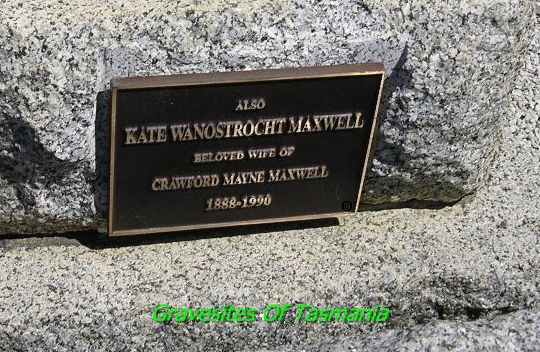 ALSO
KATE WANOSTROCHT MAXWELL
BELOVED WIFE OF
CRAWFORD MAYNE MAXWELL
1888-1990
©
Gravesites Of Tasmania